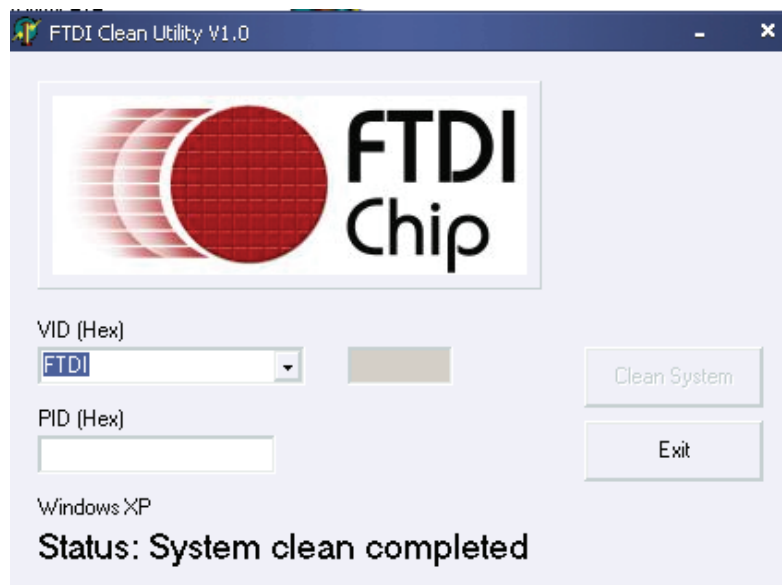 FTDI Clean Utility V1.0
FTDI
Chip
VID (Hex)
FTDI
Clean System
PID (Hex)
Exit
Windows XP
Status: System clean completed